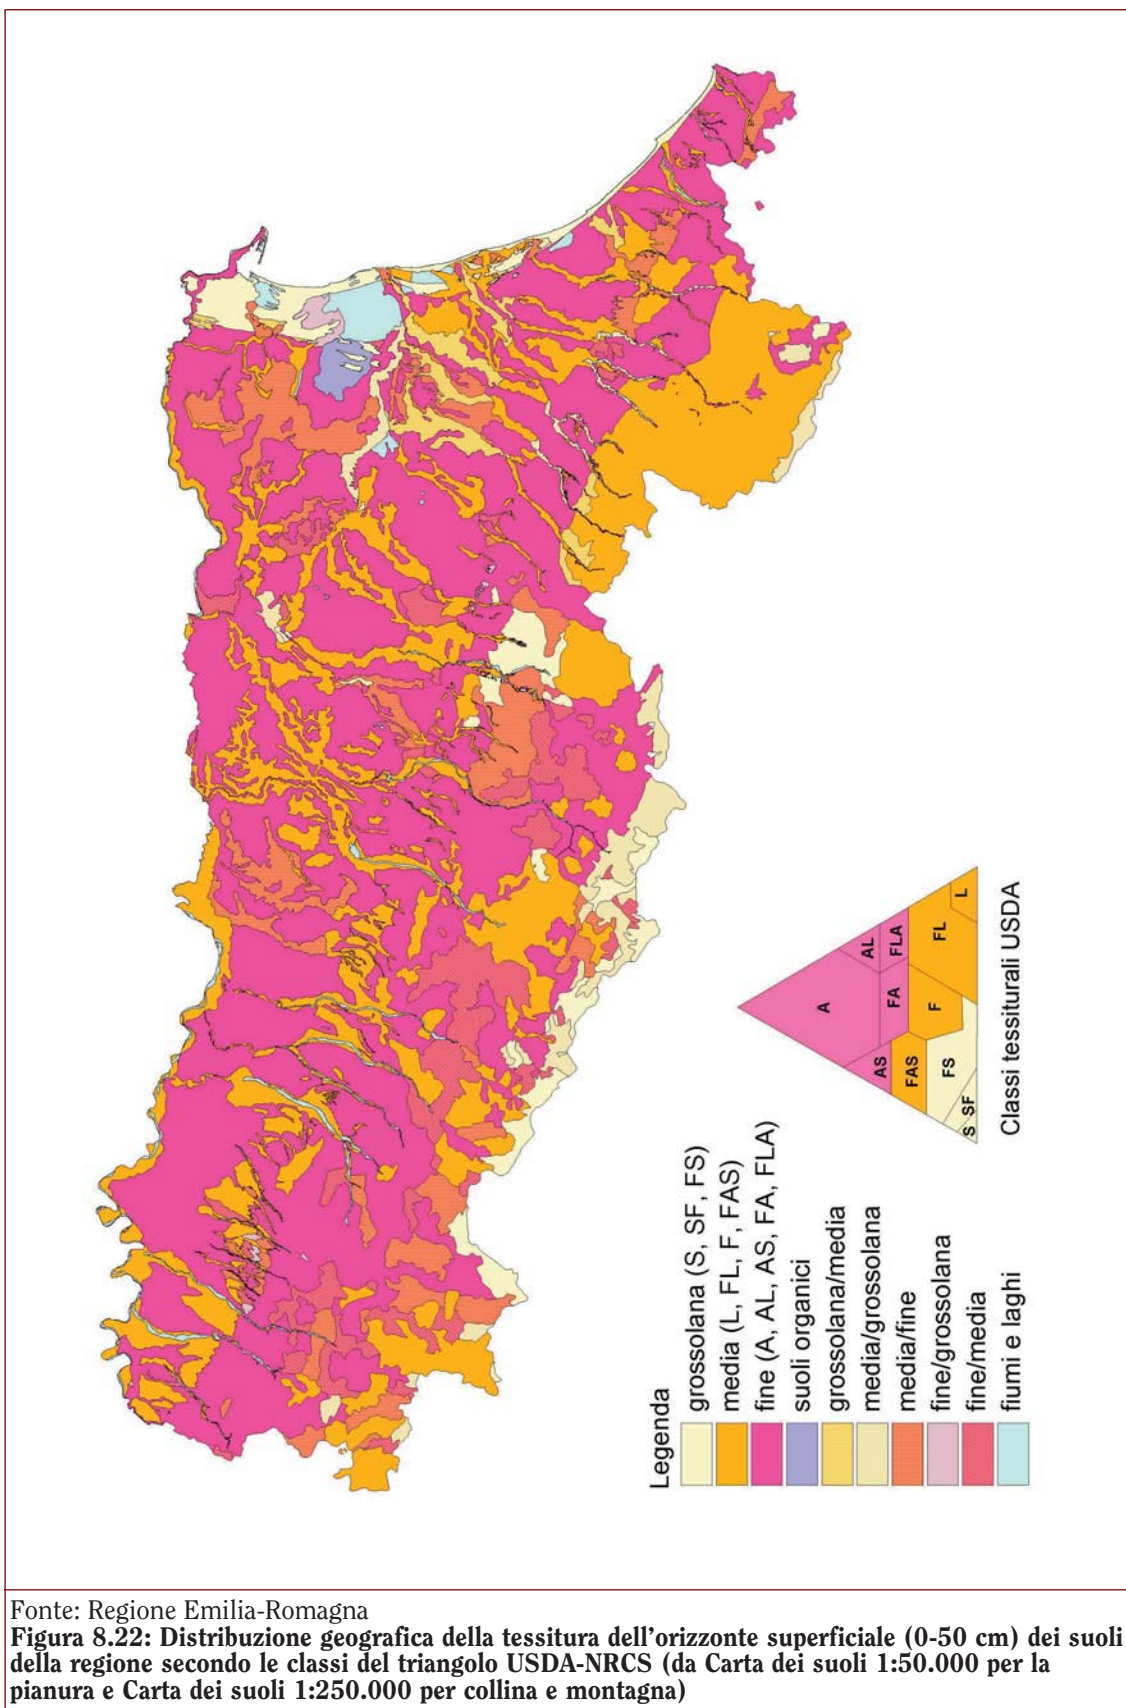 Legenda
grossolana (S, SF, FS)
media (L, FL, F, FAS)
fine (A, AL, AS, FA, FLA)
suoli organici
grossolana/media
media/grossolana
media/fine
fine/grossolana
fine/media
fiumi e laghi
A
AL
AS
FA
FLA
FAS
F
FL
FS
L
S
SF
Classi tessiturali USDA
Fonte: Regione Emilia-Romagna
Figura 8.22: Distribuzione geografica della tessitura dell'orizzonte superficiale (0-50 cm) dei suoli
della regione secondo le classi del triangolo USDA-NRCS (da Carta dei suoli 1:50.000 per la
pianura e Carta dei suoli 1:250.000 per collina e montagna)